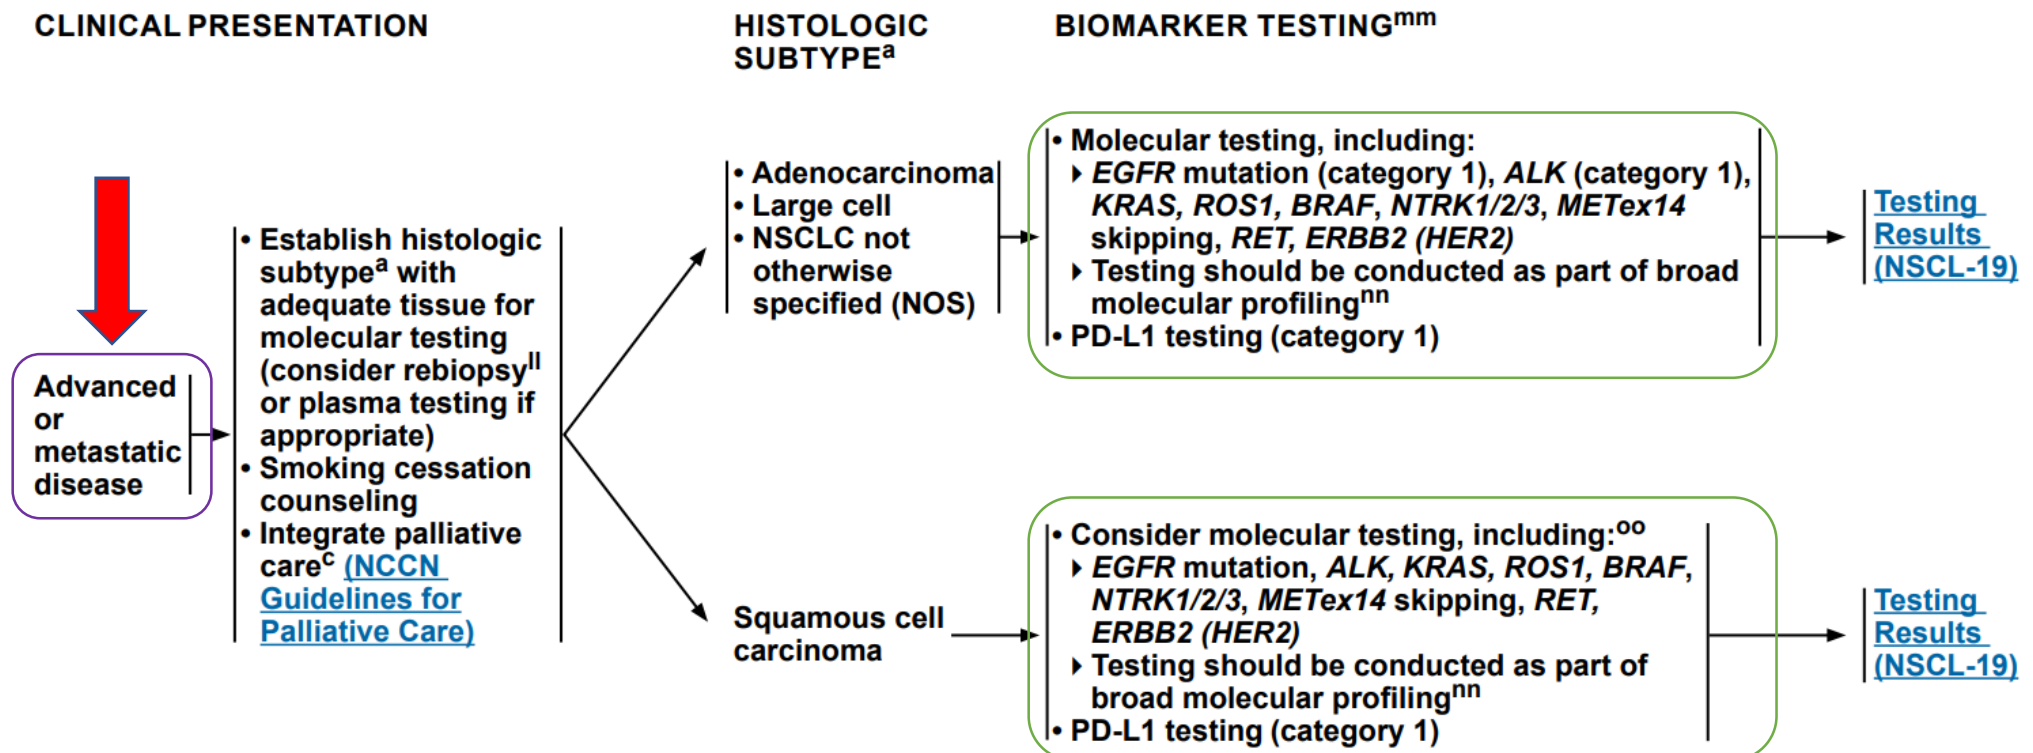 CLINICAL PRESENTATION
HISTOLOGIC
SUBTYPEᵃ
BIOMARKER TESTINGᵐᵐ
Advanced
or
metastatic
disease
• Establish histologic
subtypeᵃ with
adequate tissue for
molecular testing
(consider rebiopsyˡˡ
or plasma testing if
appropriate)
• Smoking cessation
counseling
• Integrate palliative
careᶜ (NCCN
Guidelines for
Palliative Care)
• Adenocarcinoma
• Large cell
• NSCLC not
otherwise
specified (NOS)
• Molecular testing, including:
▸ EGFR mutation (category 1), ALK (category 1),
KRAS, ROS1, BRAF, NTRK1/2/3, METex14
skipping, RET, ERBB2 (HER2)
▸ Testing should be conducted as part of broad
molecular profilingⁿⁿ
• PD-L1 testing (category 1)
Testing
Results
(NSCL-19)
Squamous cell
carcinoma
• Consider molecular testing, including:ᵒᵒ
▸ EGFR mutation, ALK, KRAS, ROS1, BRAF,
NTRK1/2/3, METex14 skipping, RET,
ERBB2 (HER2)
▸ Testing should be conducted as part of
broad molecular profilingⁿⁿ
• PD-L1 testing (category 1)
Testing
Results
(NSCL-19)